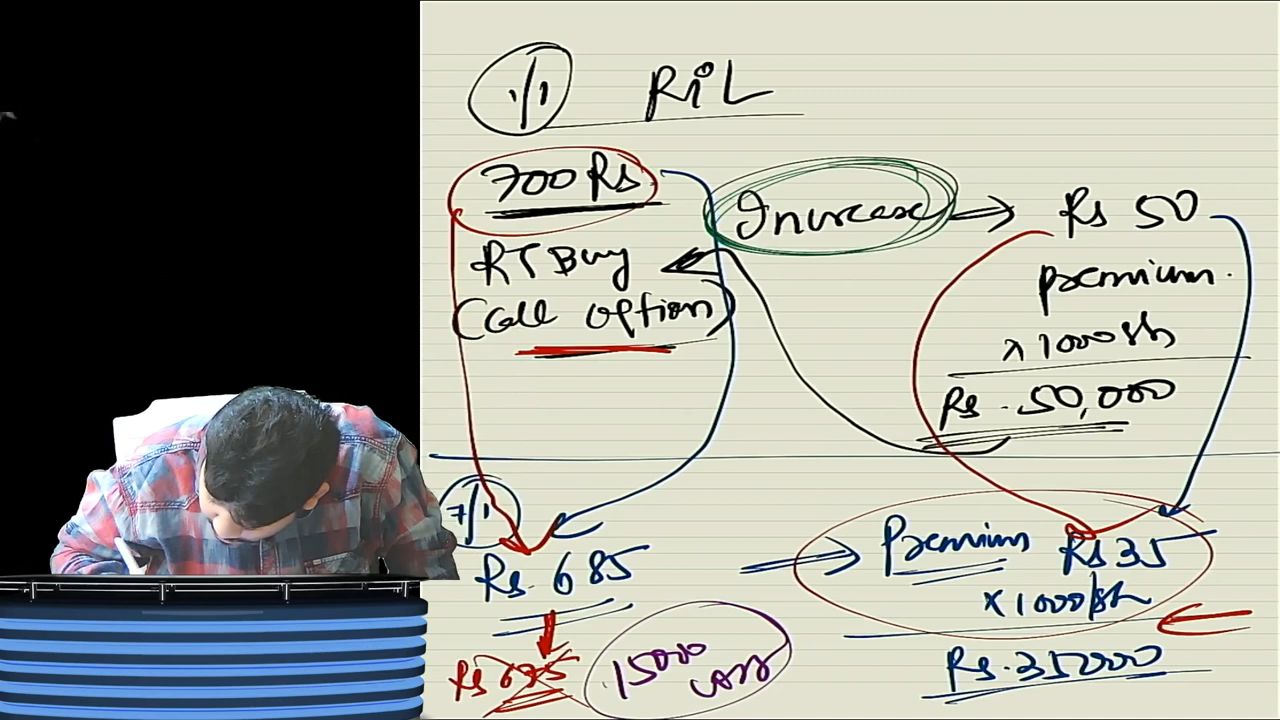 1/1 RiL
700 Rs Increase ⇒ Rs 50
RT Buy
premium.
(Call option)
x 1000 Sh
Rs. 50,000
7/1
Rs. 685 ⇒ Premium Rs 35
x 1000/sh
15000 Loss
Rs. 35000